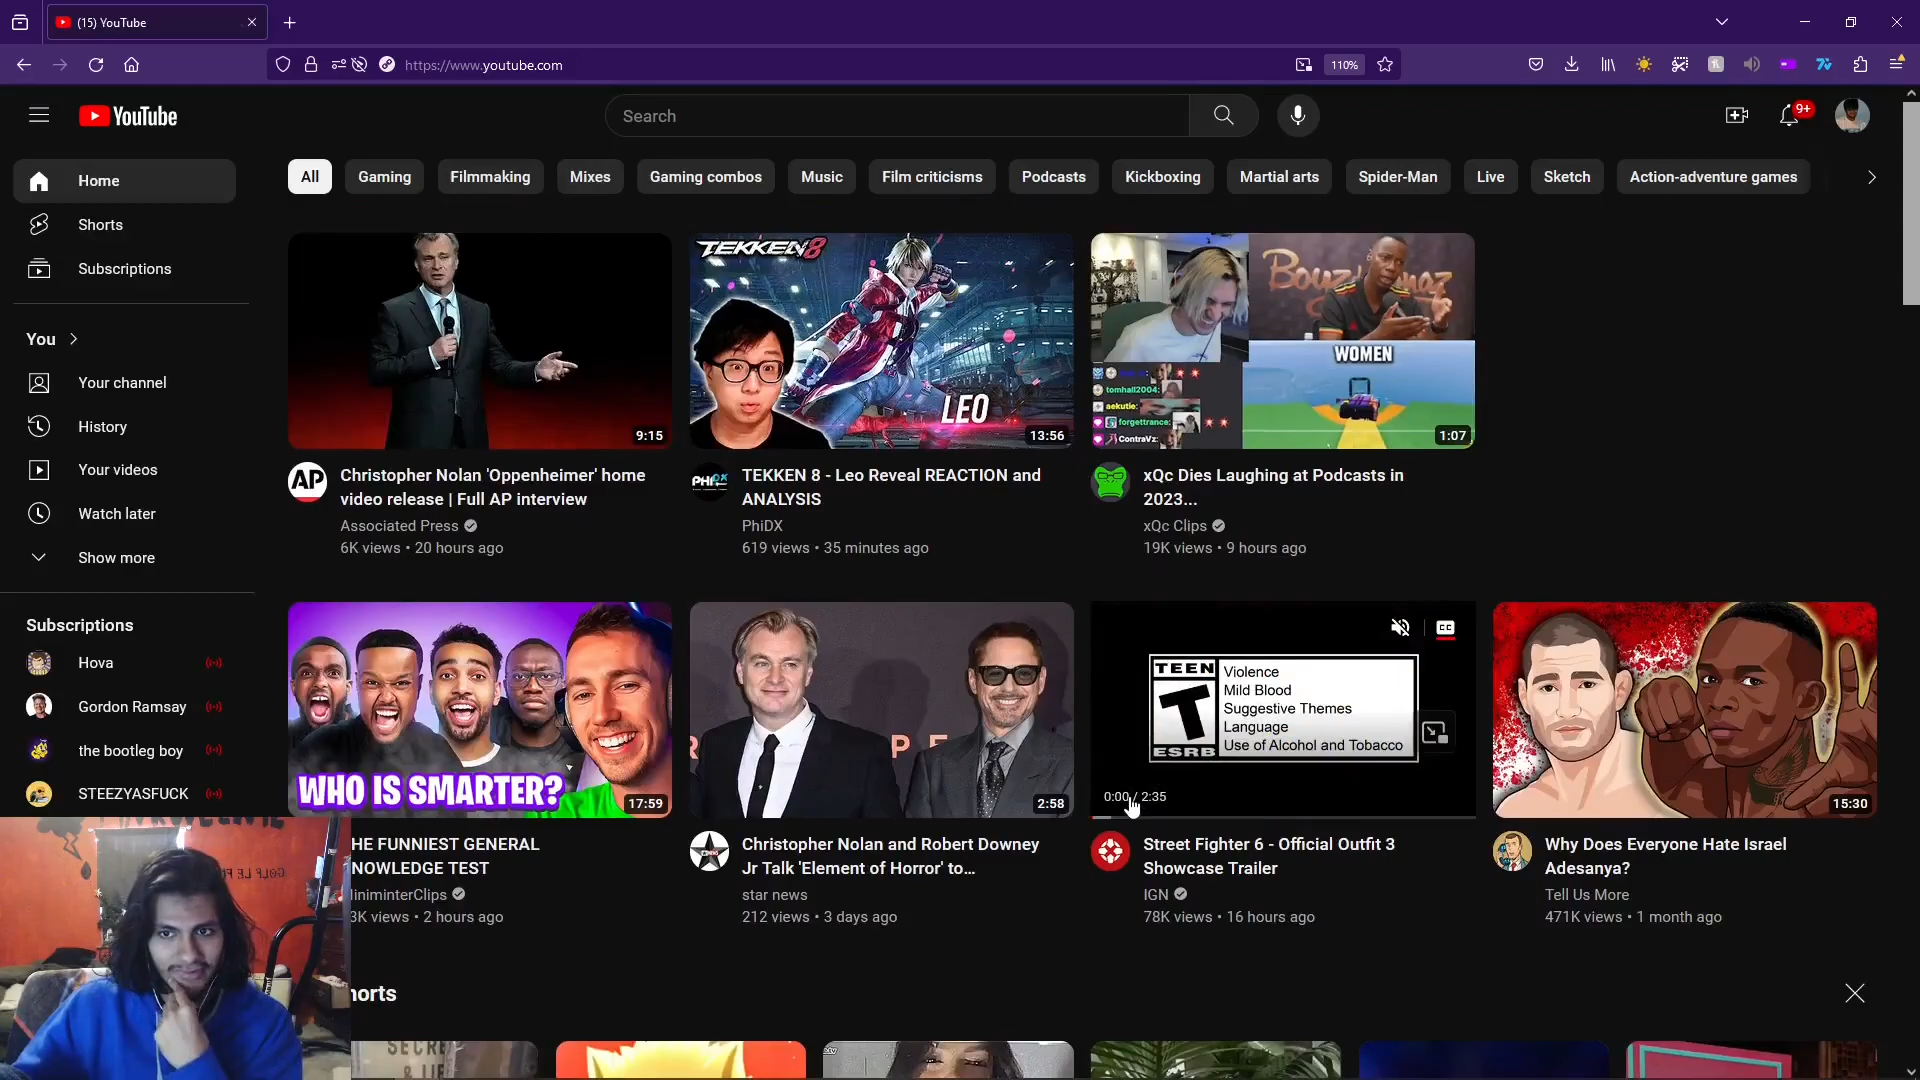 (15) YouTube
https://www.youtube.com
110%
YouTube
Search
9+
Home
Shorts
Subscriptions
You
Your channel
History
Your videos
Watch later
Show more
Subscriptions
Hova
Gordon Ramsay
the bootleg boy
STEEZYASFUCK
All
Gaming
Filmmaking
Mixes
Gaming combos
Music
Film criticisms
Podcasts
Kickboxing
Martial arts
Spider-Man
Live
Sketch
Action-adventure games
9:15
AP
Christopher Nolan 'Oppenheimer' home
video release | Full AP interview
Associated Press
6K views • 20 hours ago
TEKKEN 8
LEO
13:56
TEKKEN 8 - Leo Reveal REACTION and
ANALYSIS
PhiDX
619 views • 35 minutes ago
WOMEN
tomhall2004:
aekutie:
forgettrance:
ContraVz:
1:07
xQc Dies Laughing at Podcasts in
2023...
xQc Clips
19K views • 9 hours ago
WHO IS SMARTER?
17:59
HE FUNNIEST GENERAL
NOWLEDGE TEST
iniminterClips
3K views • 2 hours ago
2:58
Christopher Nolan and Robert Downey
Jr Talk 'Element of Horror' to...
star news
212 views • 3 days ago
CC
TEEN
T
ESRB
Violence
Mild Blood
Suggestive Themes
Language
Use of Alcohol and Tobacco
0:00 / 2:35
Street Fighter 6 - Official Outfit 3
Showcase Trailer
IGN
78K views • 16 hours ago
15:30
Why Does Everyone Hate Israel
Adesanya?
Tell Us More
471K views • 1 month ago
horts